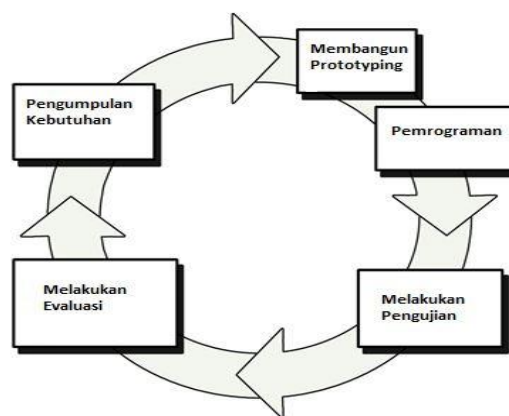 Membangun
Prototyping
Pengumpulan
Kebutuhan
Pemrograman
Melakukan
Evaluasi
Melakukan
Pengujian